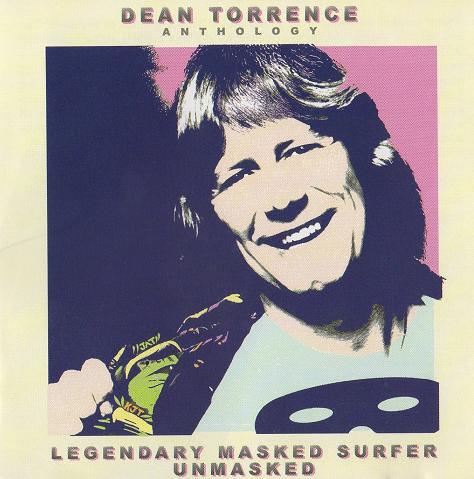 DEAN TORRENCE
ANTHOLOGY
LEGENDARY MASKED SURFER
UNMASKED